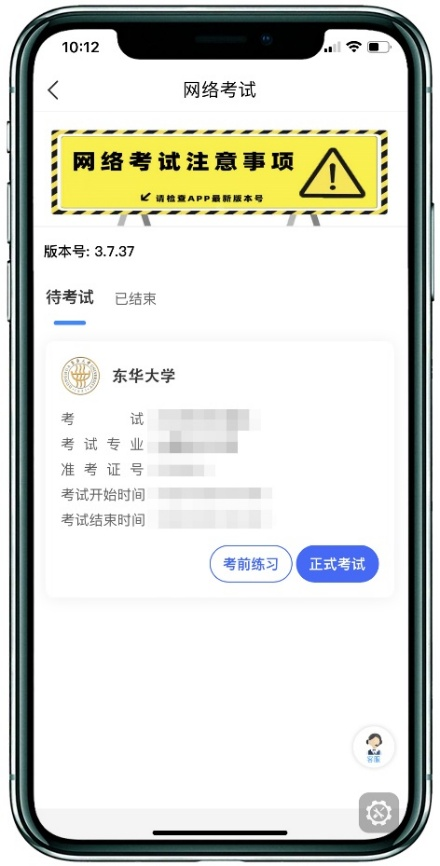 10:12
网络考试
网络考试注意事项
请检查APP最新版本号
版本号: 3.7.37
待考试 已结束
东华大学
考试
考试专业
准考证号
考试开始时间
考试结束时间
考前练习 正式考试
客服